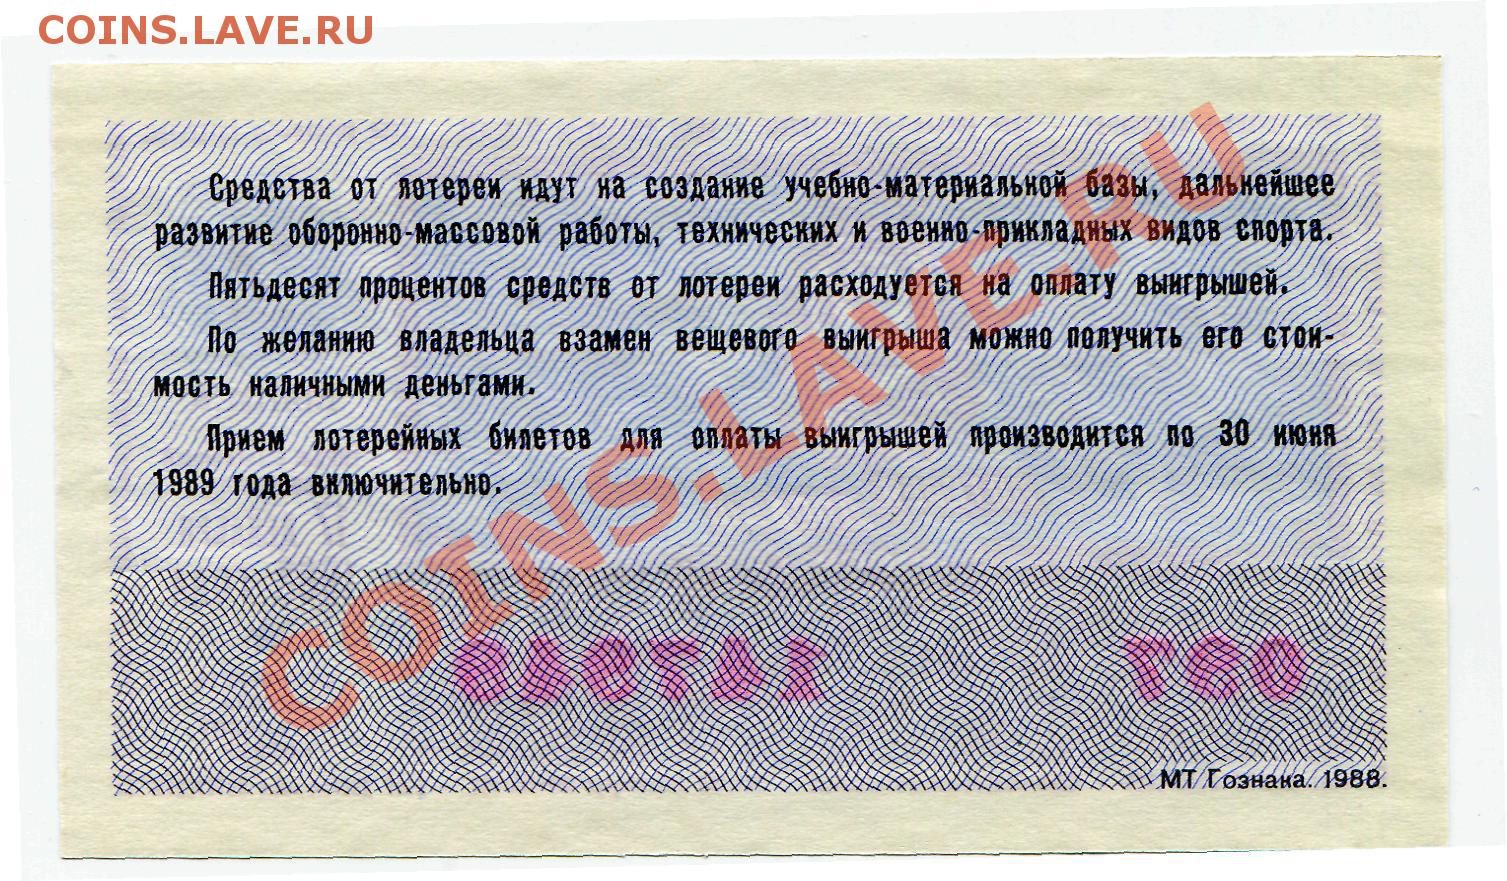 COINS.LAVE.RU
Средства от лотереи идут на создание учебно-материальной базы, дальнейшее
развитие оборонно-массовой работы, технических и военно-прикладных видов спорта.
Пятьдесят процентов средств от лотереи расходуется на оплату выигрышей.
По желанию владельца взамен вещевого выигрыша можно получить его стои-
мость наличными деньгами.
Прием лотерейных билетов для оплаты выигрышей производится по 30 июня
1989 года включительно.
COINS.LAVE.RU
МТ Гознака. 1988.